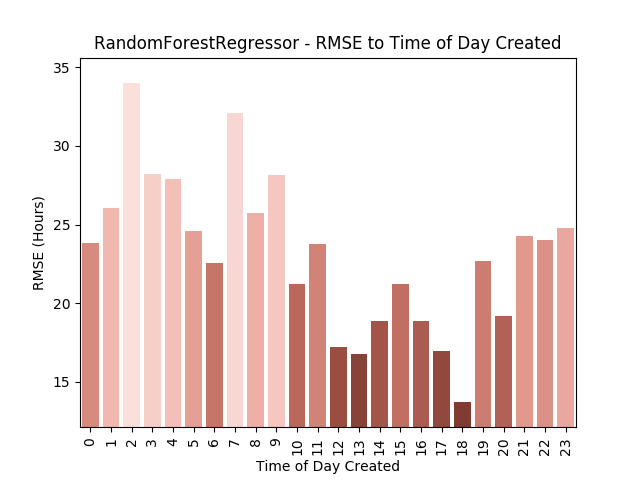 RandomForestRegressor - RMSE to Time of Day Created
35
30
25
20
15
RMSE (Hours)
0 1 2 3 4 5 6 7 8 9 10 11 12 13 14 15 16 17 18 19 20 21 22 23
Time of Day Created